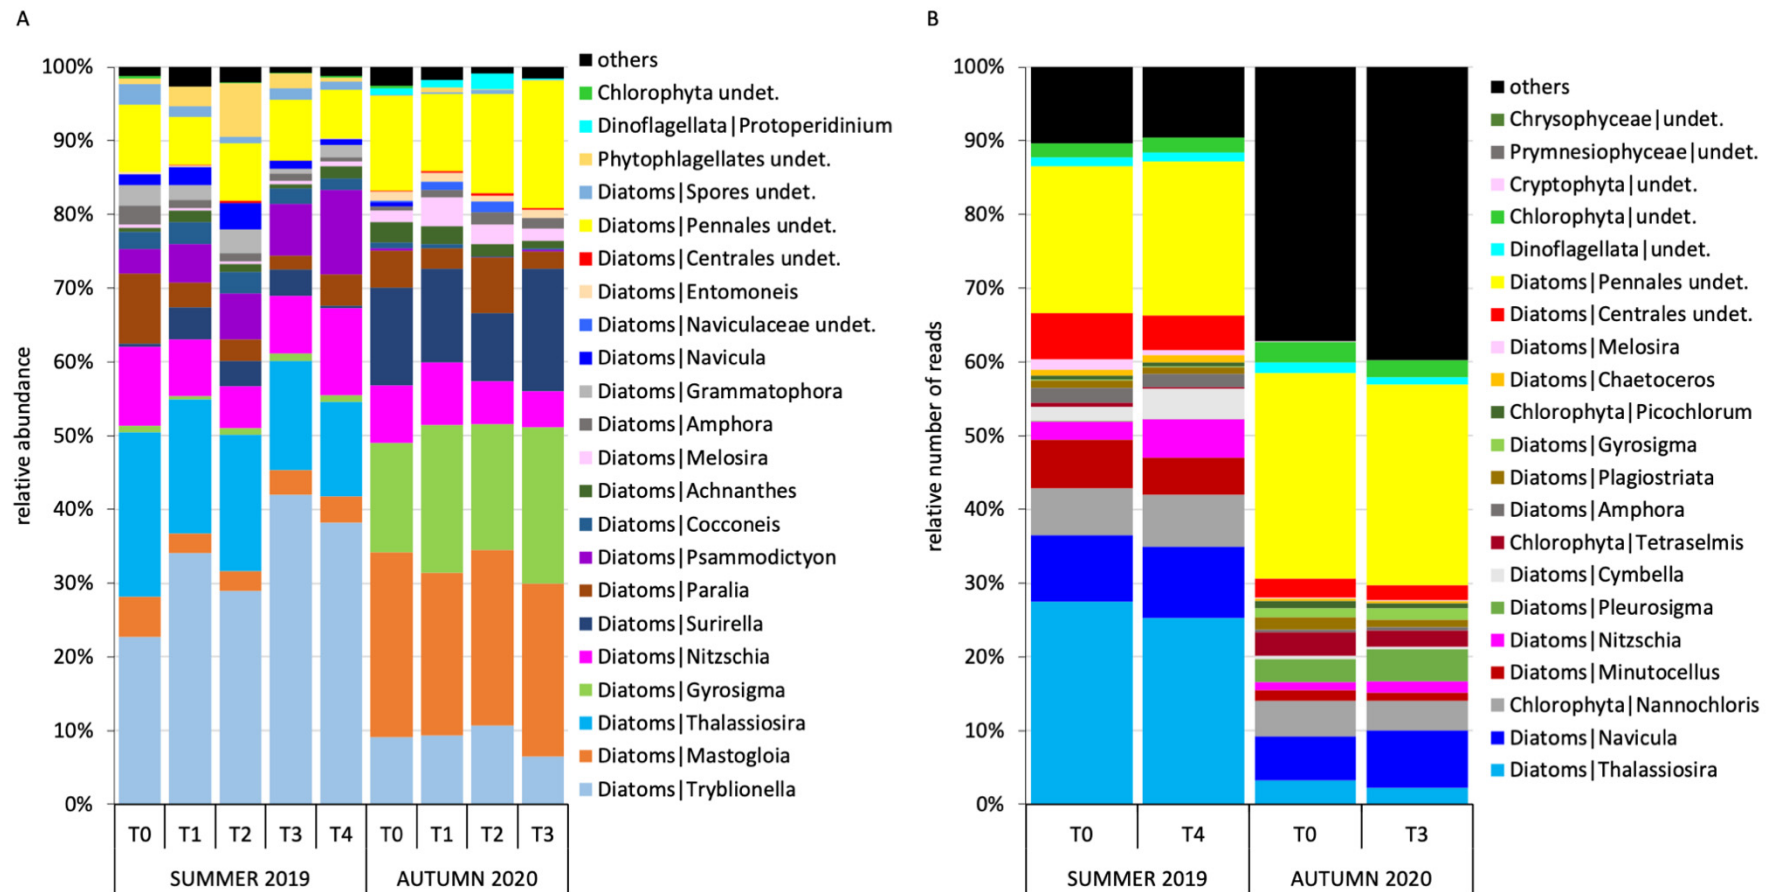 A
relative abundance
100%
90%
80%
70%
60%
50%
40%
30%
20%
10%
0%
T0 T1 T2 T3 T4 T0 T1 T2 T3
SUMMER 2019 AUTUMN 2020
others
Chlorophyta undet.
Dinoflagellata|Protoperidinium
Phytophlagellates undet.
Diatoms|Spores undet.
Diatoms|Pennales undet.
Diatoms|Centrales undet.
Diatoms|Entomoneis
Diatoms|Naviculaceae undet.
Diatoms|Navicula
Diatoms|Grammatophora
Diatoms|Amphora
Diatoms|Melosira
Diatoms|Achnanthes
Diatoms|Cocconeis
Diatoms|Psammodictyon
Diatoms|Paralia
Diatoms|Surirella
Diatoms|Nitzschia
Diatoms|Gyrosigma
Diatoms|Thalassiosira
Diatoms|Mastogloia
Diatoms|Tryblionella
B
relative number of reads
100%
90%
80%
70%
60%
50%
40%
30%
20%
10%
0%
T0 T4 T0 T3
SUMMER 2019 AUTUMN 2020
others
Chrysophyceae|undet.
Prymnesiophyceae|undet.
Cryptophyta|undet.
Chlorophyta|undet.
Dinoflagellata|undet.
Diatoms|Pennales undet.
Diatoms|Centrales undet.
Diatoms|Melosira
Diatoms|Chaetoceros
Chlorophyta|Picochlorum
Diatoms|Gyrosigma
Diatoms|Plagiostriata
Diatoms|Amphora
Chlorophyta|Tetraselmis
Diatoms|Cymbella
Diatoms|Pleurosigma
Diatoms|Nitzschia
Diatoms|Minutocellus
Chlorophyta|Nannochloris
Diatoms|Navicula
Diatoms|Thalassiosira